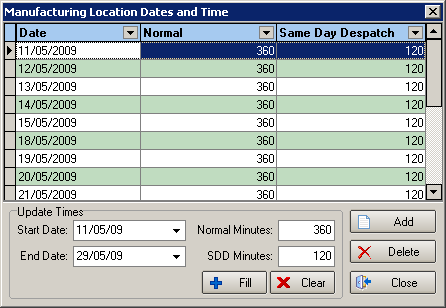 Manufacturing Location Dates and Time
Date Normal Same Day Despatch
11/05/2009 360 120
12/05/2009 360 120
13/05/2009 360 120
14/05/2009 360 120
15/05/2009 360 120
18/05/2009 360 120
19/05/2009 360 120
20/05/2009 360 120
21/05/2009 360 120
Update Times
Start Date: 11/05/09 Normal Minutes: 360 Add
End Date: 29/05/09 SDD Minutes: 120 Delete
Fill Clear Close